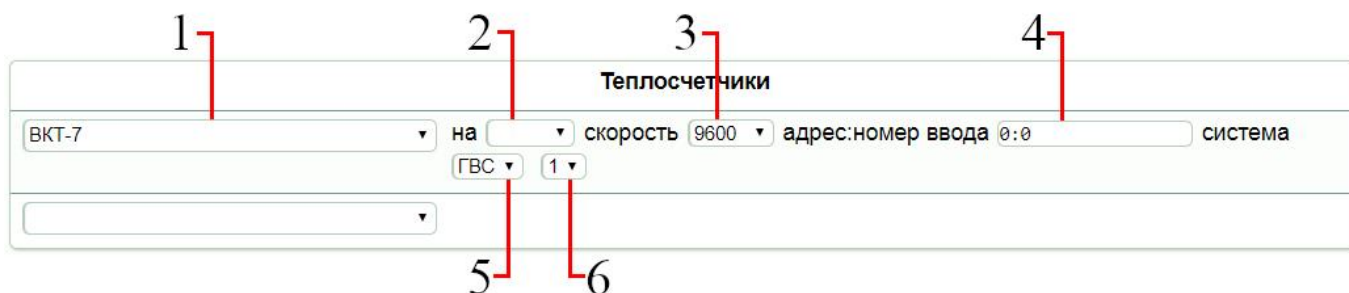 1 2 3 4
Теплосчетчики
ВКТ-7 на скорость 9600 адрес:номер ввода 0:0 система
ГВС 1
5 6